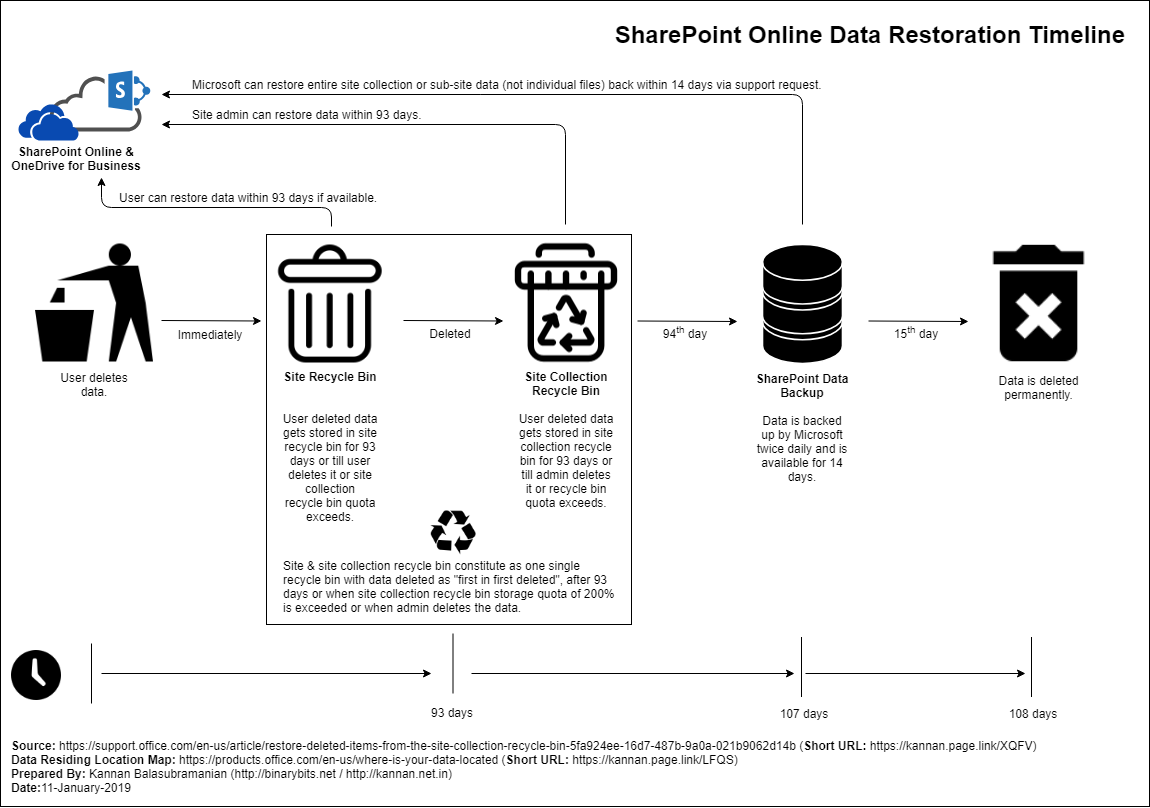 SharePoint Online Data Restoration Timeline
Microsoft can restore entire site collection or sub-site data (not individual files) back within 14 days via support request.
S
Site admin can restore data within 93 days.
SharePoint Online &
OneDrive for Business
User can restore data within 93 days if available.
Immediately
Deleted
94th day
15th day
User deletes
data.
Site Recycle Bin
User deleted data
gets stored in site
recycle bin for 93
days or till user
deletes it or site
collection
recycle bin quota
exceeds.
Site Collection
Recycle Bin
User deleted data
gets stored in site
collection recycle
bin for 93 days or
till admin deletes
it or recycle bin
quota exceeds.
SharePoint Data
Backup
Data is backed
up by Microsoft
twice daily and is
available for 14
days.
Data is deleted
permanently.
Site & site collection recycle bin constitute as one single
recycle bin with data deleted as "first in first deleted", after 93
days or when site collection recycle bin storage quota of 200%
is exceeded or when admin deletes the data.
93 days
107 days
108 days
Source: https://support.office.com/en-us/article/restore-deleted-items-from-the-site-collection-recycle-bin-5fa924ee-16d7-487b-9a0a-021b9062d14b (Short URL: https://kannan.page.link/XQFV)
Data Residing Location Map: https://products.office.com/en-us/where-is-your-data-located (Short URL: https://kannan.page.link/LFQS)
Prepared By: Kannan Balasubramanian (http://binarybits.net / http://kannan.net.in)
Date:11-January-2019